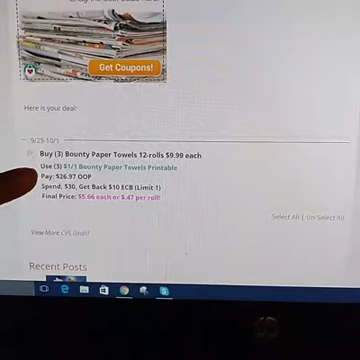 Get Coupons!
Here is your deal:
9/25-10/1
Buy (3) Bounty Paper Towels 12-rolls $9.99 each
Use (3) $1/1 Bounty Paper Towels Printable
Pay: $26.97 OOP
Spend, $30, Get Back $10 ECB (Limit 1)
Final Price: $5.66 each or $.47 per roll!
Select All | Un-Select All
View More CVS Deals!
Recent Posts